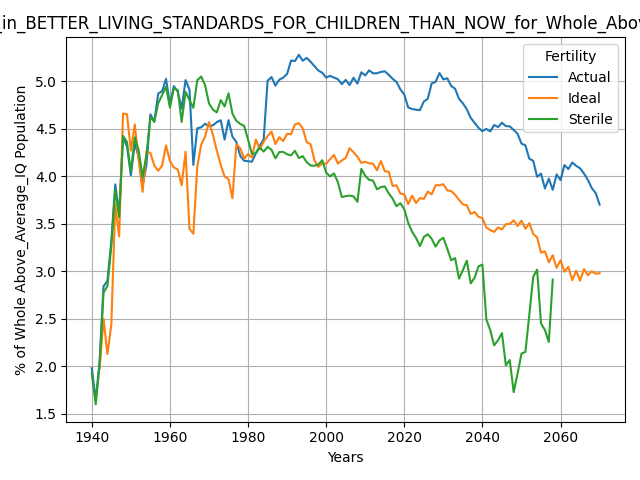 _in_BETTER_LIVING_STANDARDS_FOR_CHILDREN_THAN_NOW_for_Whole_Abov
Fertility
Actual
Ideal
Sterile
% of Whole Above_Average_IQ Population
5.0
4.5
4.0
3.5
3.0
2.5
2.0
1.5
1940
1960
1980
2000
2020
2040
2060
Years